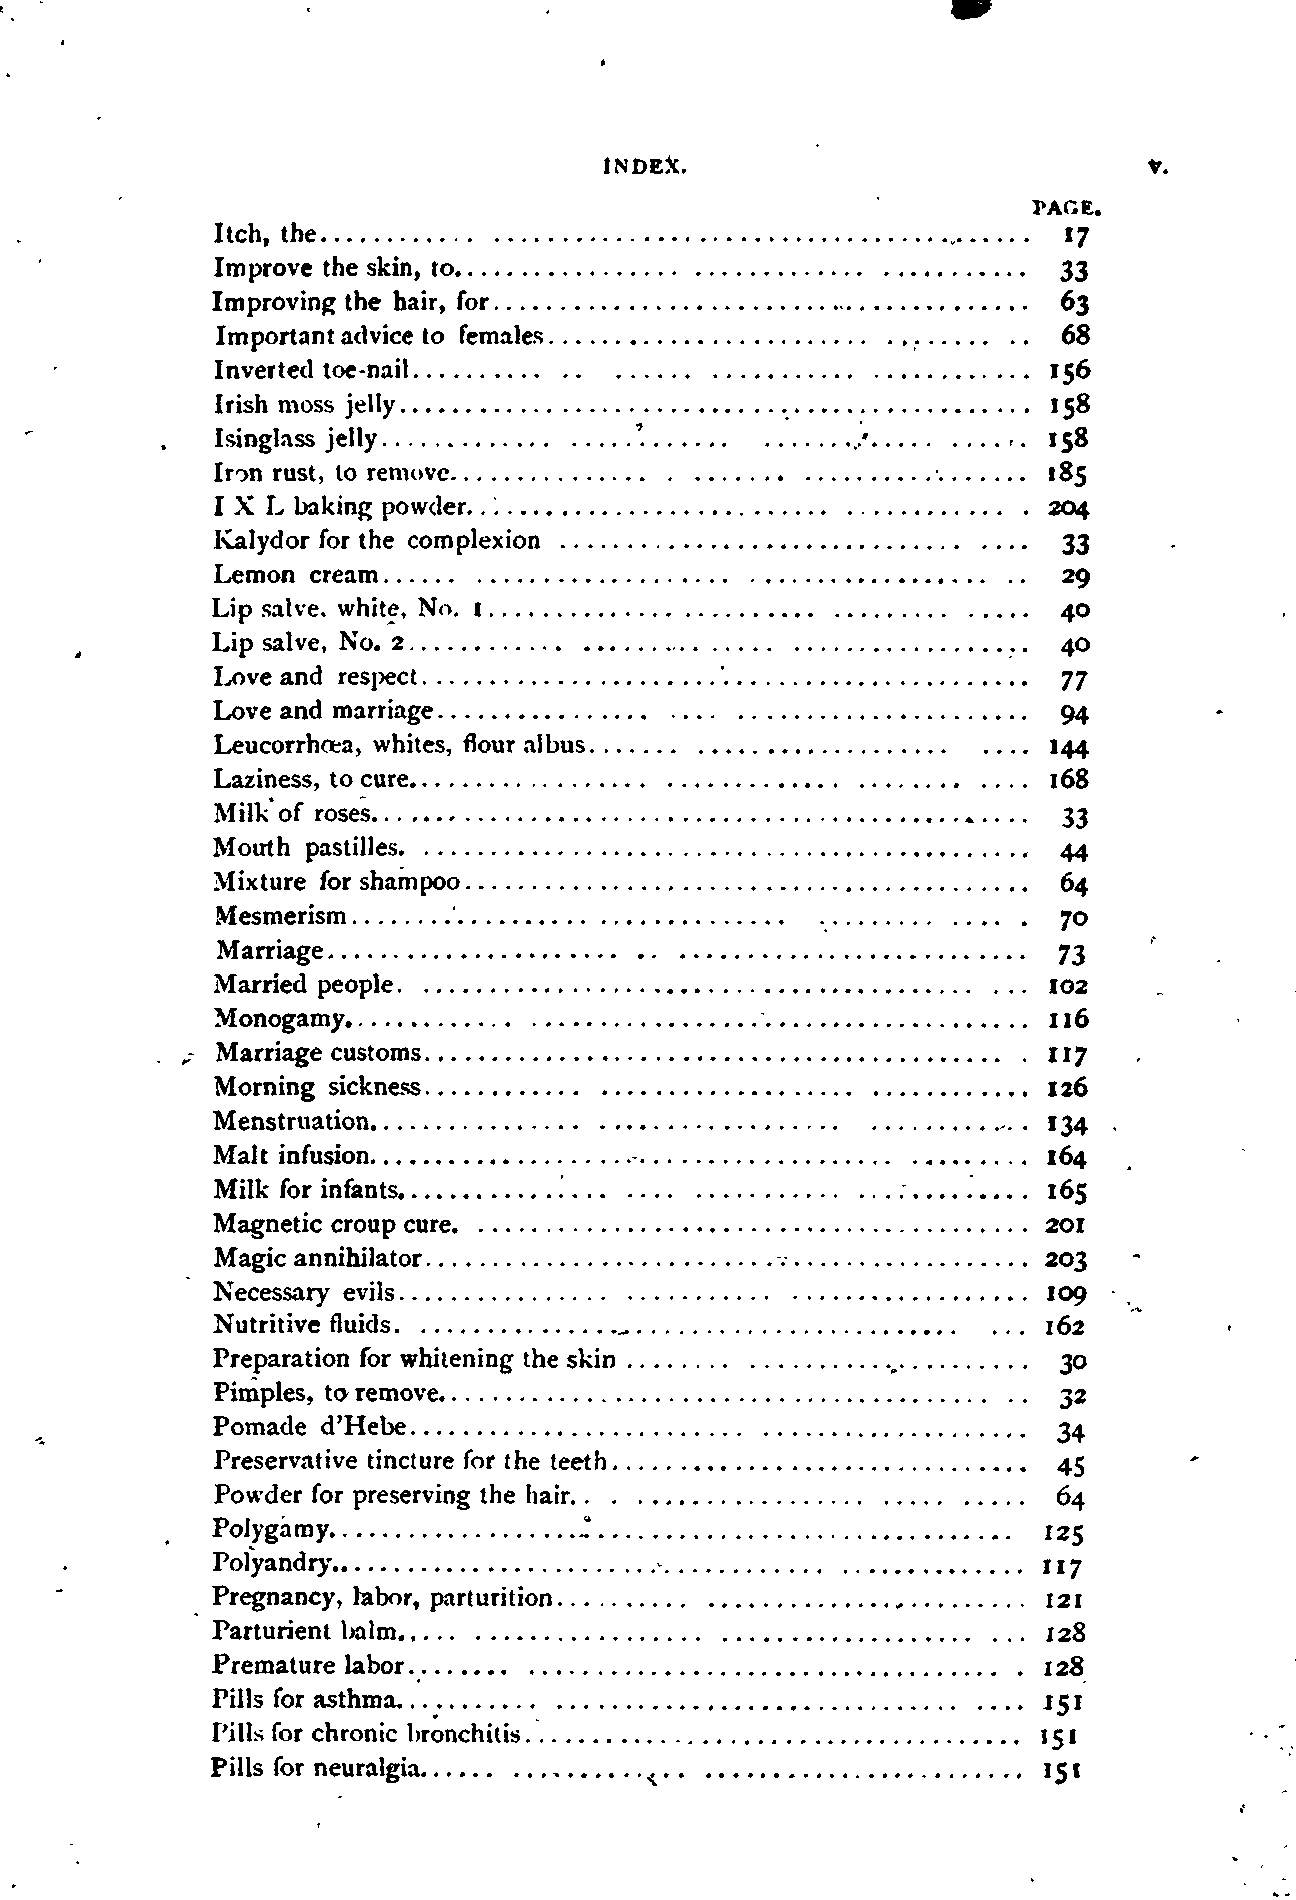 INDEX. v.
PAGE.
Itch, the........................................................ 17
Improve the skin, to........................................ 33
Improving the hair, for..................................... 63
Important advice to females............................. 68
Inverted toe-nail............................................. 156
Irish moss jelly............................................... 158
Isinglass jelly................................................. 158
Iron rust, to remove........................................ 185
I X L baking powder........................................ 204
Kalydor for the complexion .............................. 33
Lemon cream.................................................. 29
Lip salve, white, No. 1...................................... 40
Lip salve, No. 2............................................... 40
Love and respect............................................. 77
Love and marriage........................................... 94
Leucorrhœa, whites, flour albus......................... 144
Laziness, to cure............................................. 168
Milk of roses................................................... 33
Mouth pastilles. .............................................. 44
Mixture for shampoo........................................ 64
Mesmerism..................................................... 70
Marriage......................................................... 73
Married people. .............................................. 102
Monogamy...................................................... 116
Marriage customs............................................ 117
Morning sickness............................................. 126
Menstruation................................................... 134
Malt infusion................................................... 164
Milk for infants................................................ 165
Magnetic croup cure. ....................................... 201
Magic annihilator............................................. 203
Necessary evils............................................... 109
Nutritive fluids. ............................................... 162
Preparation for whitening the skin ..................... 30
Pimples, to remove.......................................... 32
Pomade d'Hebe............................................... 34
Preservative tincture for the teeth...................... 45
Powder for preserving the hair.......................... 64
Polygamy........................................................ 125
Polyandry....................................................... 117
Pregnancy, labor, parturition............................. 121
Parturient balm............................................... 128
Premature labor.............................................. 128
Pills for asthma............................................... 151
Pills for chronic bronchitis................................ 151
Pills for neuralgia............................................ 151